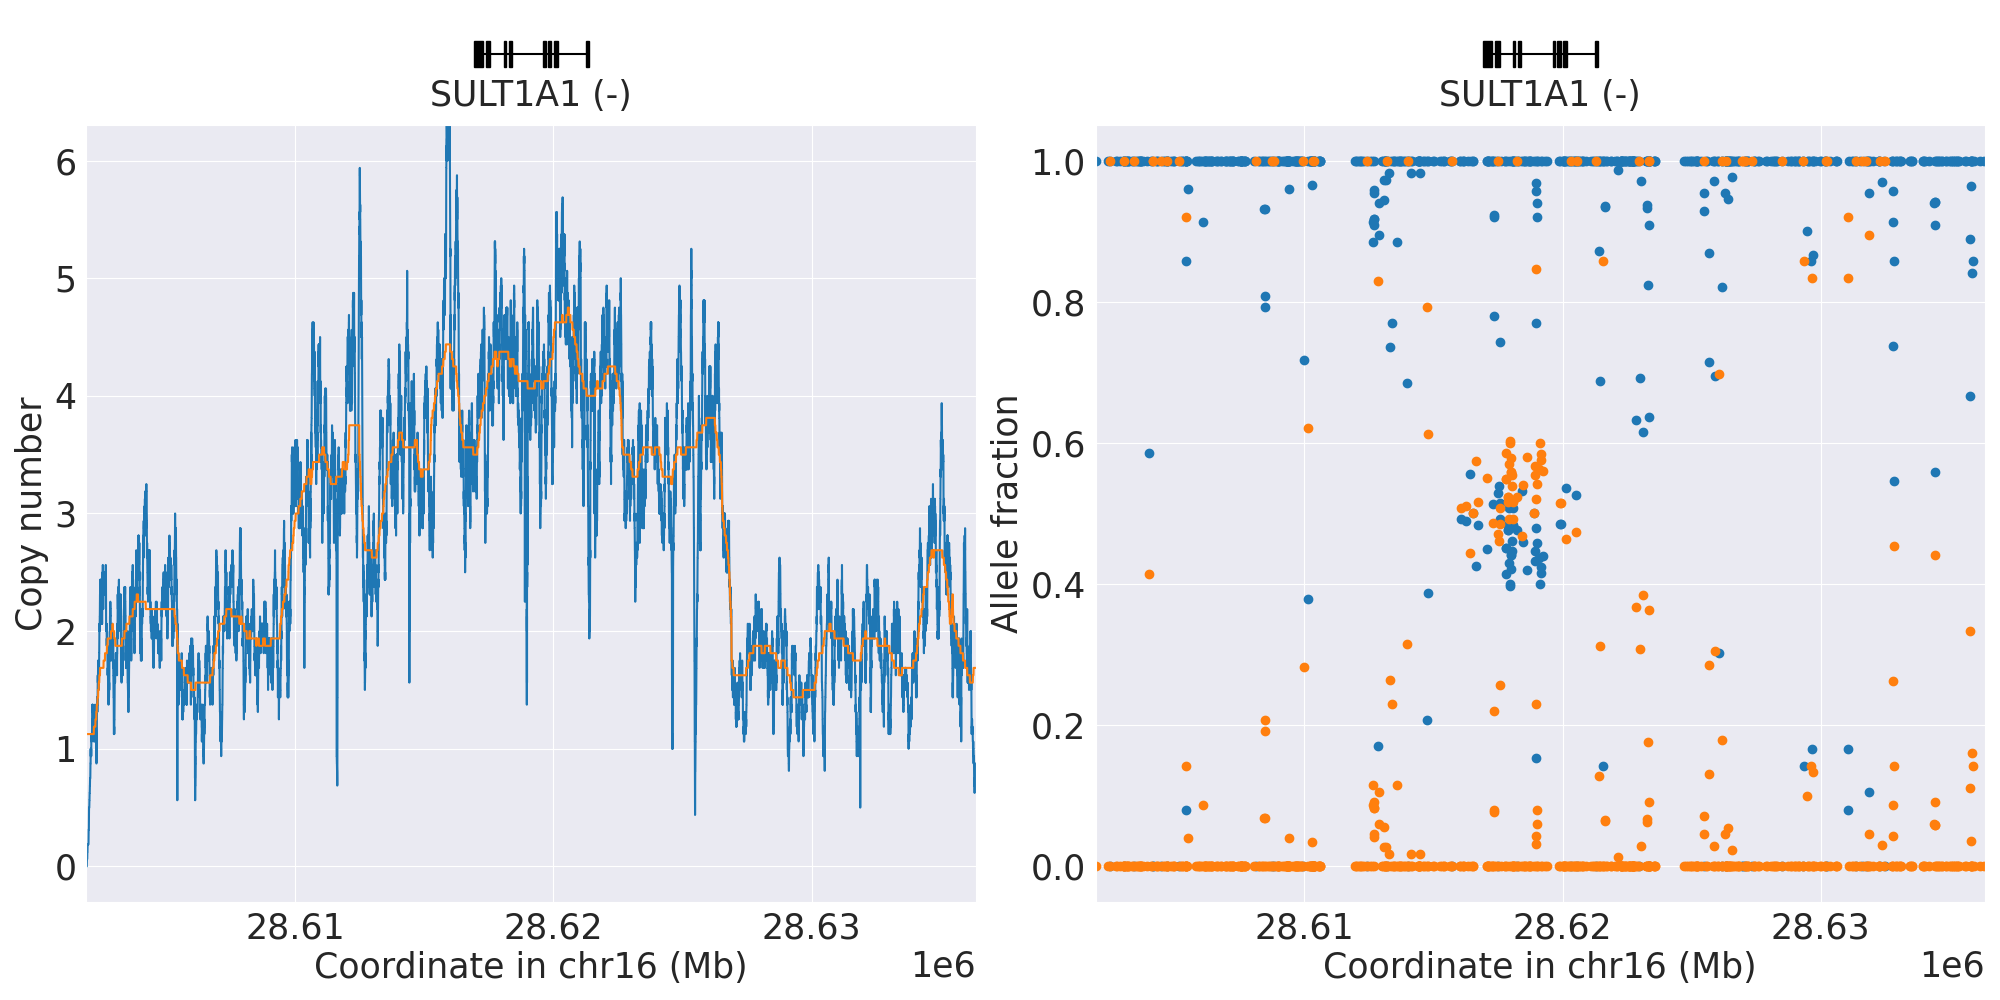 SULT1A1 (-)
SULT1A1 (-)
Copy number
6
5
4
3
2
1
0
28.61
28.62
28.63
Coordinate in chr16 (Mb)
1e6
Allele fraction
1.0
0.8
0.6
0.4
0.2
0.0
28.61
28.62
28.63
Coordinate in chr16 (Mb)
1e6